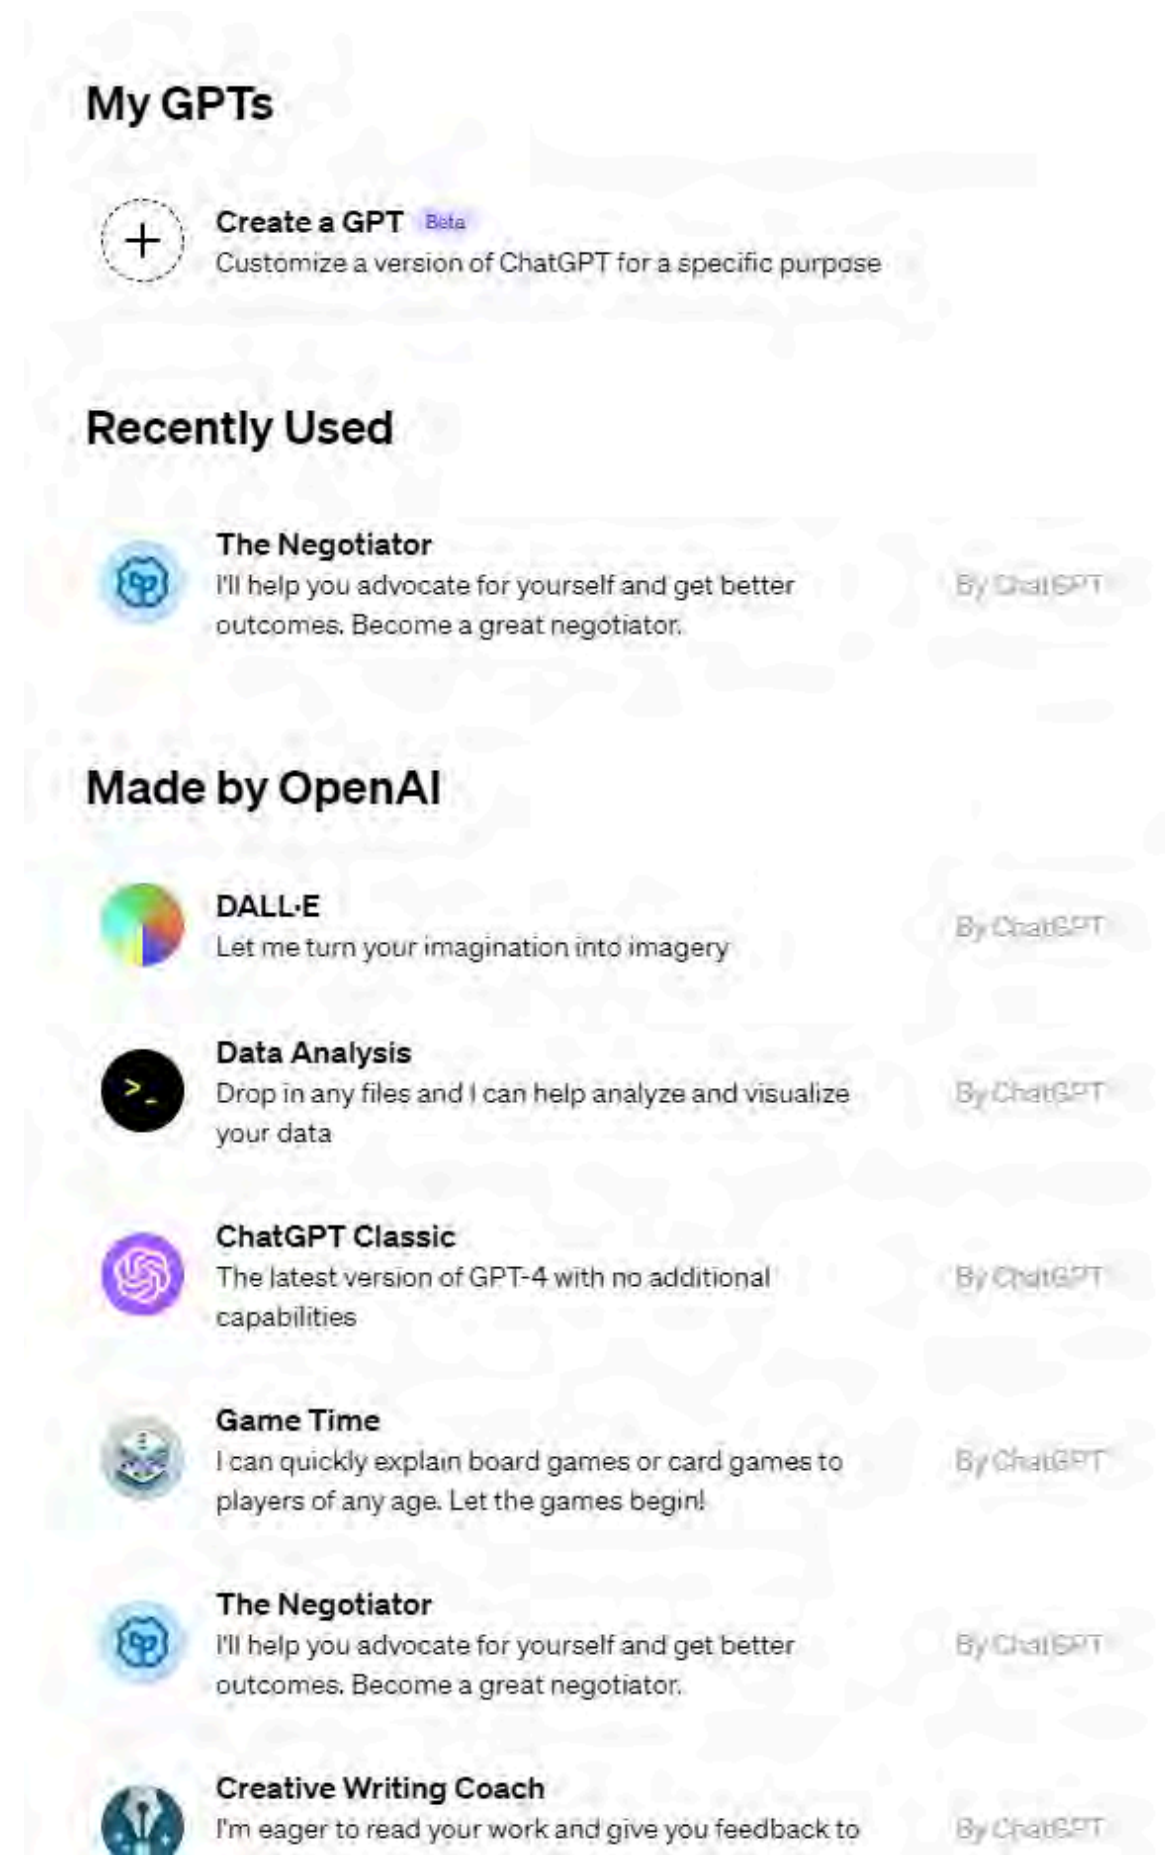 My GPTs
Create a GPT Beta
Customize a version of ChatGPT for a specific purpose
Recently Used
The Negotiator
I'll help you advocate for yourself and get better
outcomes. Become a great negotiator.
By ChatGPT
Made by OpenAI
DALL·E
Let me turn your imagination into imagery
By ChatGPT
Data Analysis
Drop in any files and I can help analyze and visualize
your data
By ChatGPT
>_
ChatGPT Classic
The latest version of GPT-4 with no additional
capabilities
By ChatGPT
Game Time
I can quickly explain board games or card games to
players of any age. Let the games begin!
By ChatGPT
The Negotiator
I'll help you advocate for yourself and get better
outcomes. Become a great negotiator.
By ChatGPT
Creative Writing Coach
I'm eager to read your work and give you feedback to
By ChatGPT